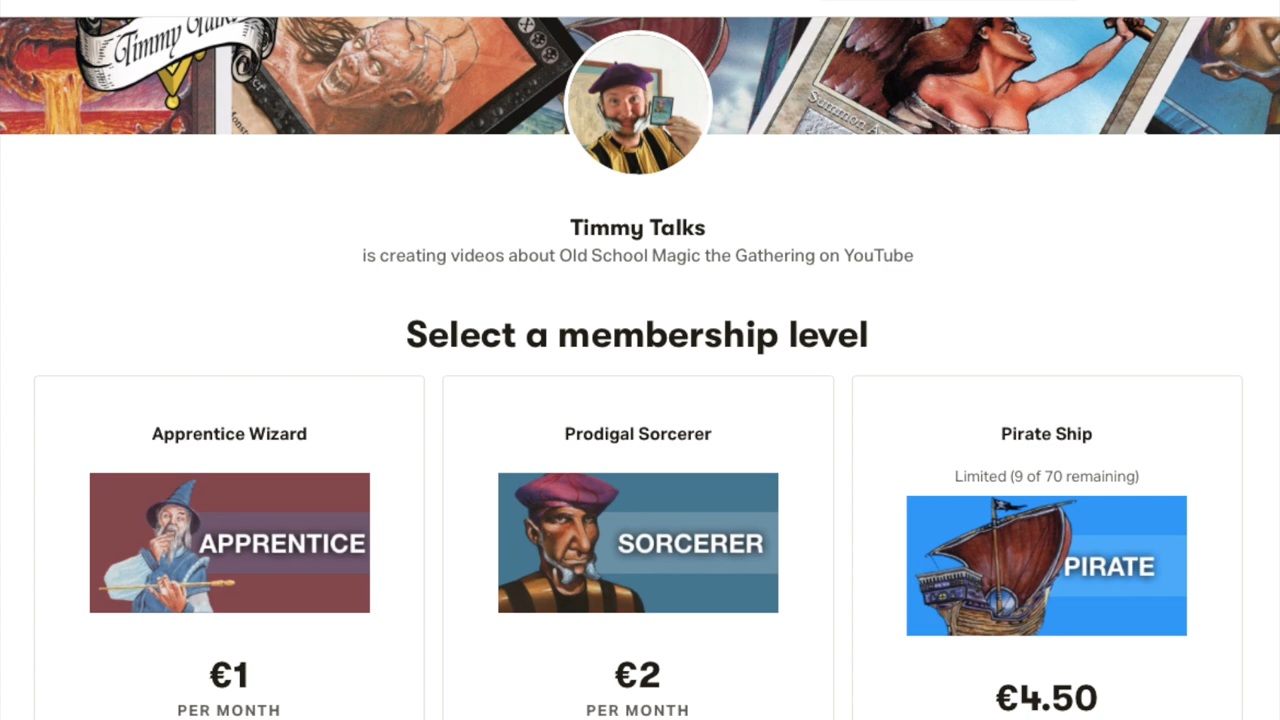 Timmy Talks
Summon A
Timmy Talks
is creating videos about Old School Magic the Gathering on YouTube
Select a membership level
Apprentice Wizard
Prodigal Sorcerer
Pirate Ship
Limited (9 of 70 remaining)
APPRENTICE
SORCERER
PIRATE
€1
€2
€4.50
PER MONTH
PER MONTH